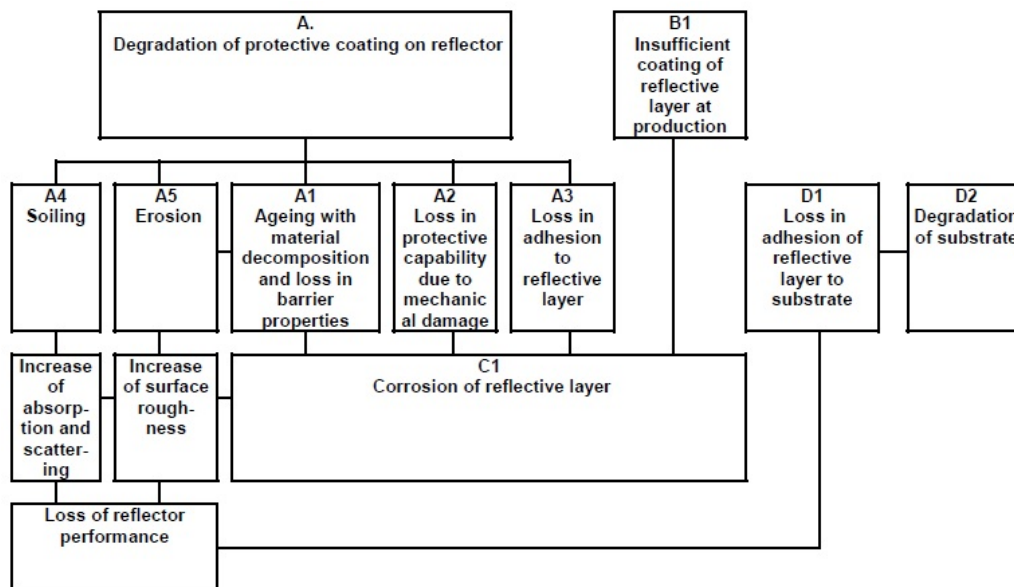 A.
Degradation of protective coating on reflector
B1
Insufficient
coating of
reflective
layer at
production
A4
Soiling
A5
Erosion
A1
Ageing with
material
decomposition
and loss in
barrier
properties
A2
Loss in
protective
capability
due to
mechanic
al damage
A3
Loss in
adhesion
to
reflective
layer
D1
Loss in
adhesion of
reflective
layer to
substrate
D2
Degradation
of substrate
Increase
of
absorp-
tion and
scatter-
ing
Increase
of surface
rough-
ness
C1
Corrosion of reflective layer
Loss of reflector
performance